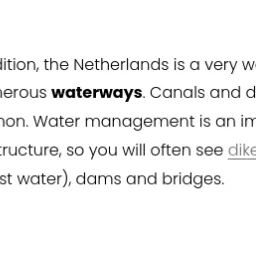 dition, the Netherlands is a very w
nerous waterways. Canals and d
non. Water management is an im
tructure, so you will often see dike
st water), dams and bridges.